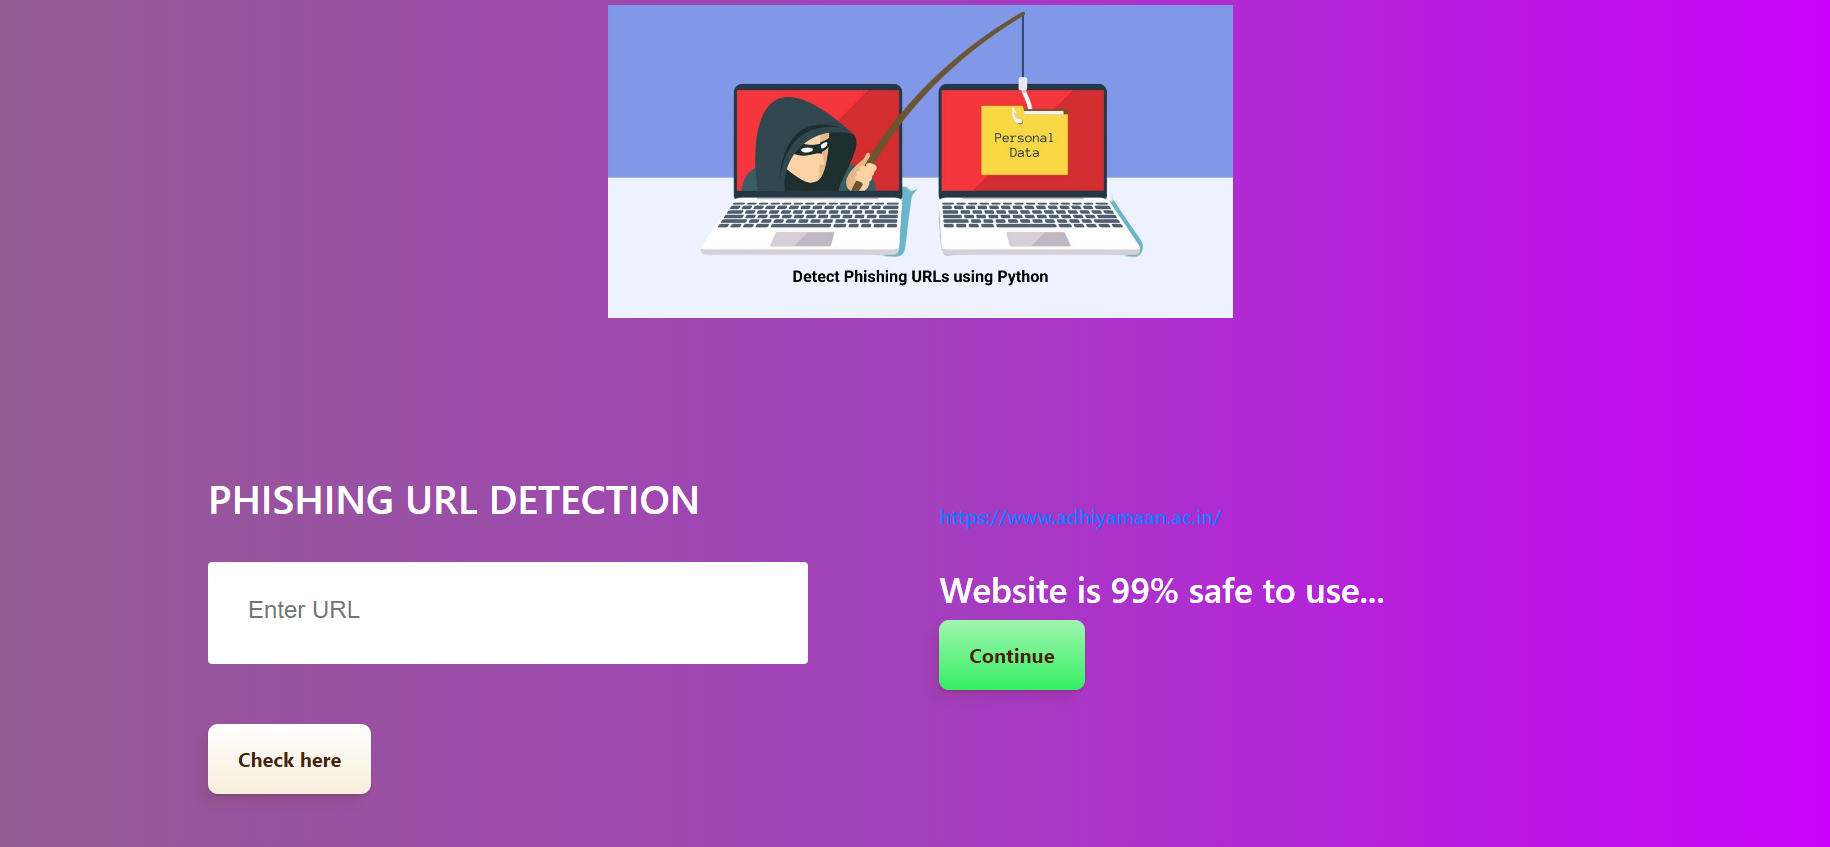 Personal
Data
Detect Phishing URLs using Python
PHISHING URL DETECTION
Enter URL
Check here
https://www.adhiyamaan.ac.in/
Website is 99% safe to use...
Continue